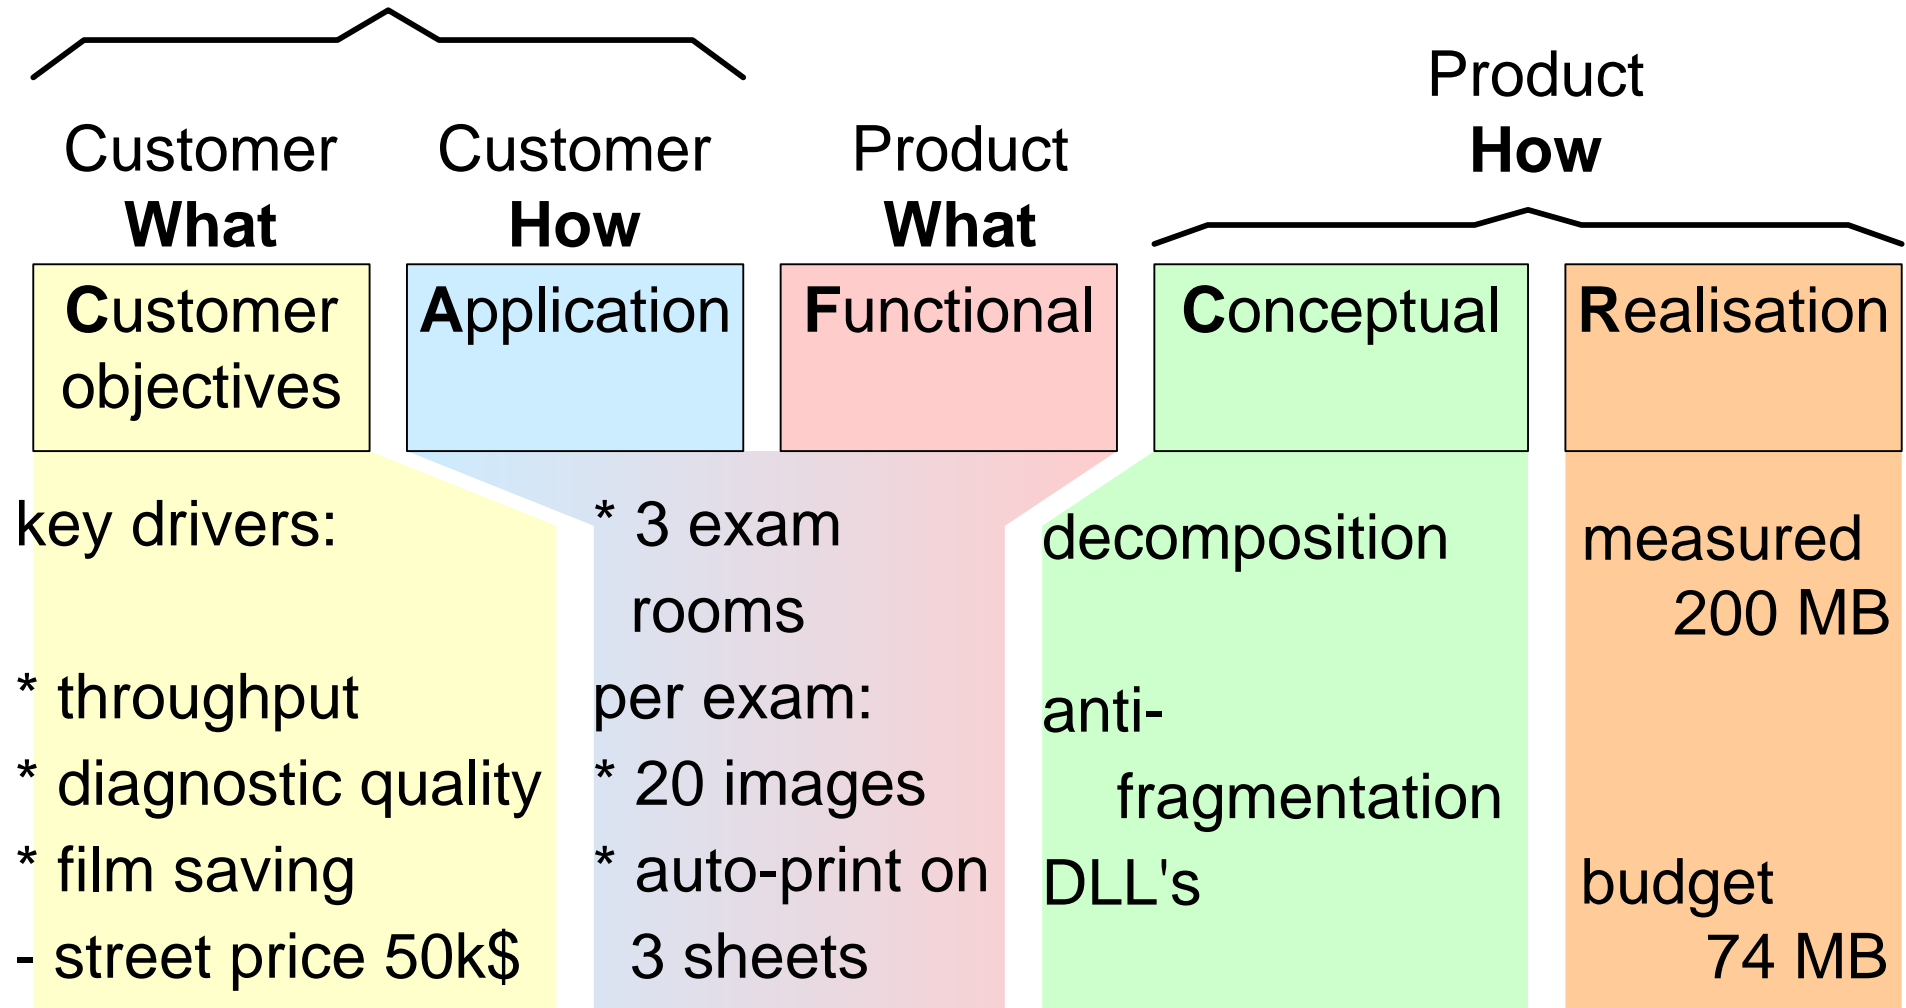 Customer
What
Customer
How
Product
What
Product
How
Customer
objectives
Application
Functional
Conceptual
Realisation
key drivers:
* throughput
* diagnostic quality
* film saving
- street price 50k$
* 3 exam
rooms
per exam:
* 20 images
* auto-print on
3 sheets
decomposition
anti-
fragmentation
DLL's
measured
200 MB
budget
74 MB